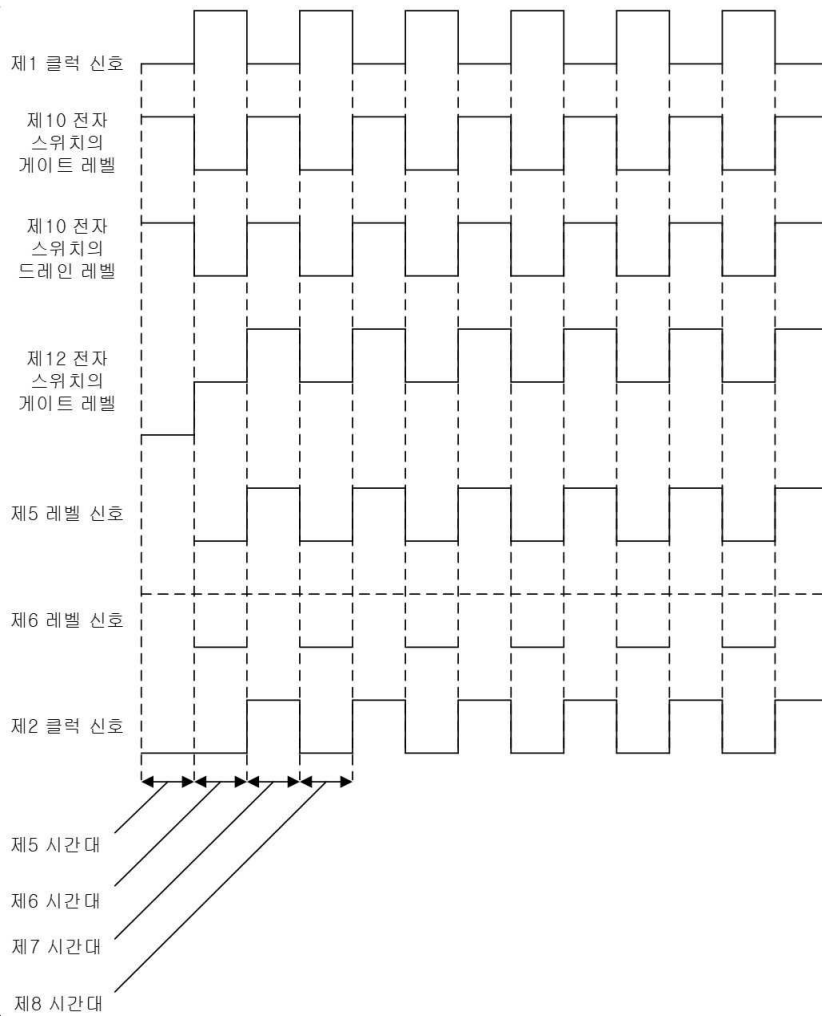 제1 클럭 신호
제10 전자
스위치의
게이트 레벨
제10 전자
스위치의
드레인 레벨
제12 전자
스위치의
게이트 레벨
제5 레벨 신호
제6 레벨 신호
제2 클럭 신호
제5 시간대
제6 시간대
제7 시간대
제8 시간대